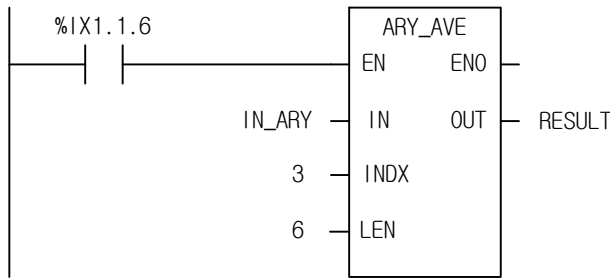 %IX1.1.6
ARY_AVE
EN ENO
IN_ARY IN OUT RESULT
3 INDX
6 LEN